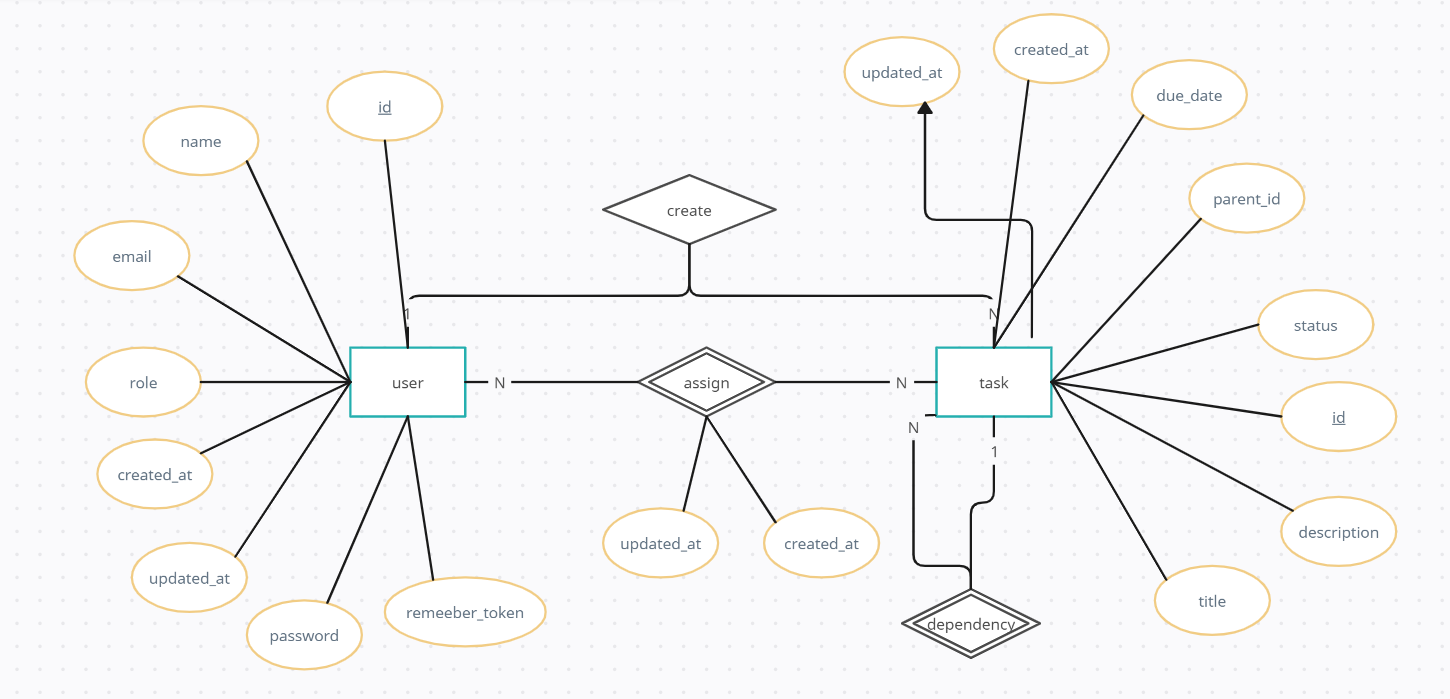 created_at
updated_at
due_date
id
name
parent_id
create
email
1
N
status
user
N
assign
N
task
role
id
N
1
created_at
description
updated_at
created_at
updated_at
title
remeeber_token
dependency
password